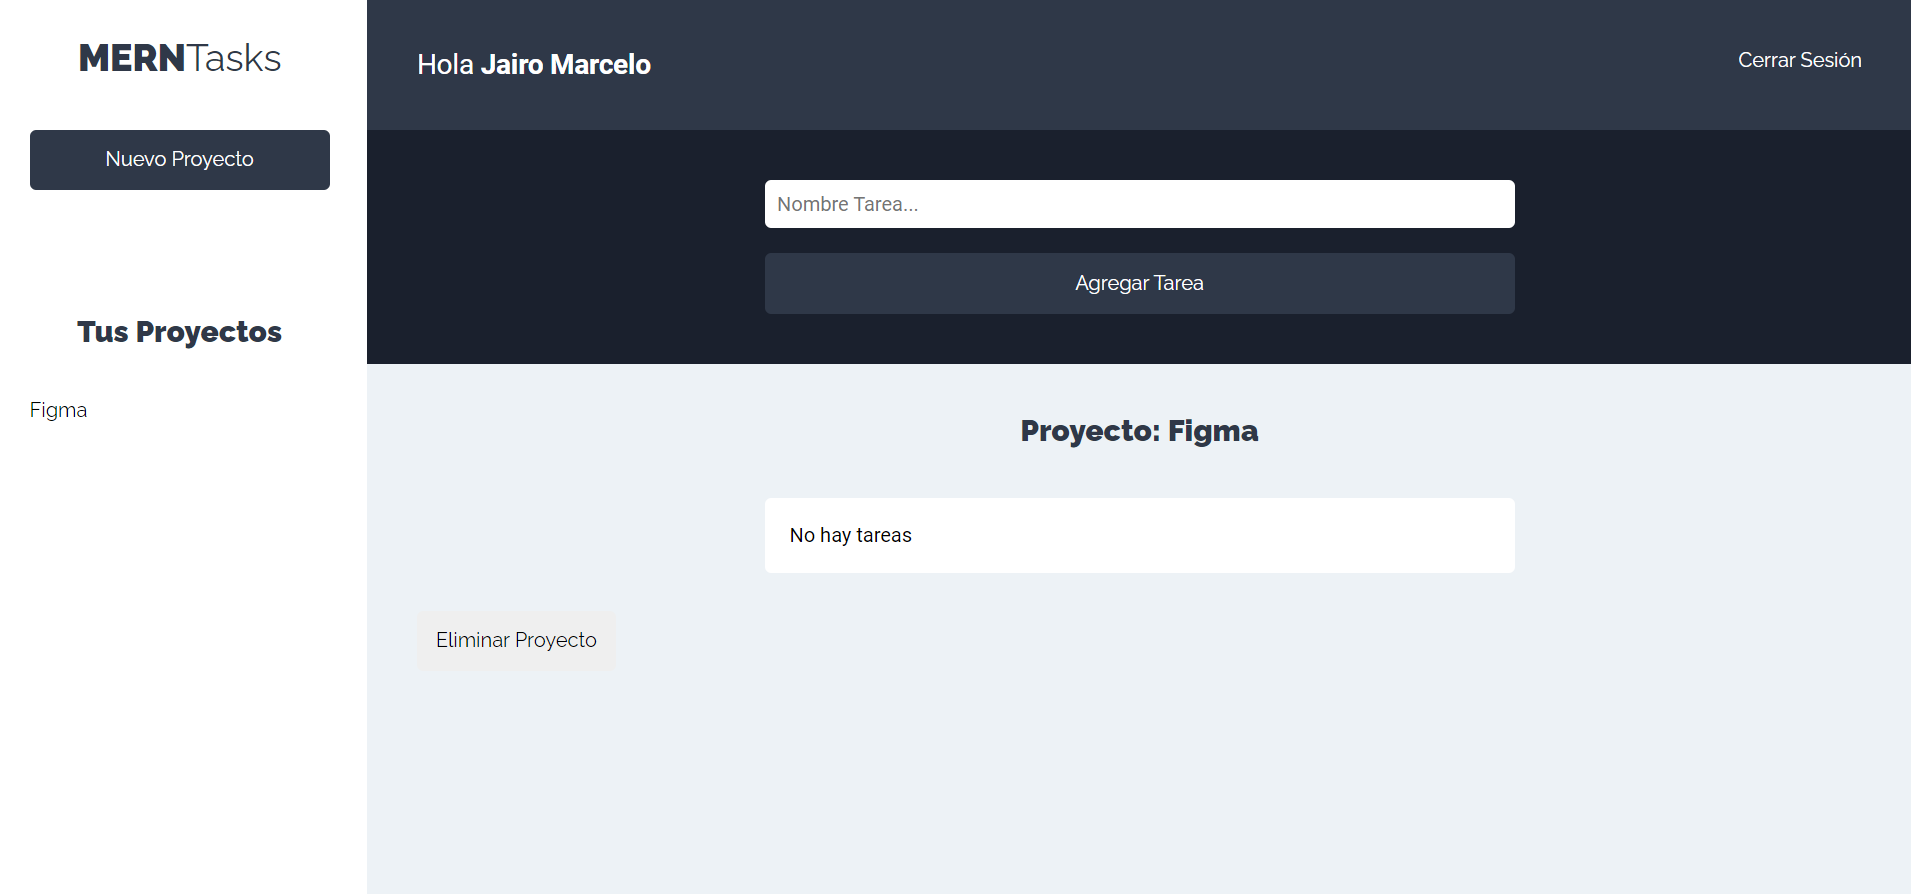 MERNTasks
Nuevo Proyecto
Tus Proyectos
Figma
Hola Jairo Marcelo
Cerrar Sesión
Nombre Tarea...
Agregar Tarea
Proyecto: Figma
No hay tareas
Eliminar Proyecto